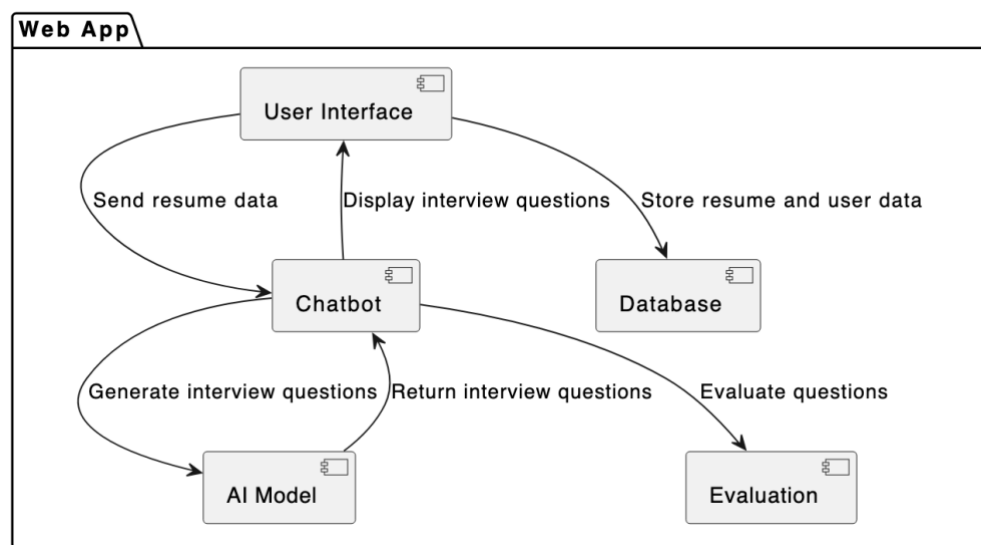 Web App
User Interface
Send resume data
Display interview questions
Store resume and user data
Chatbot
Database
Generate interview questions
Return interview questions
Evaluate questions
AI Model
Evaluation